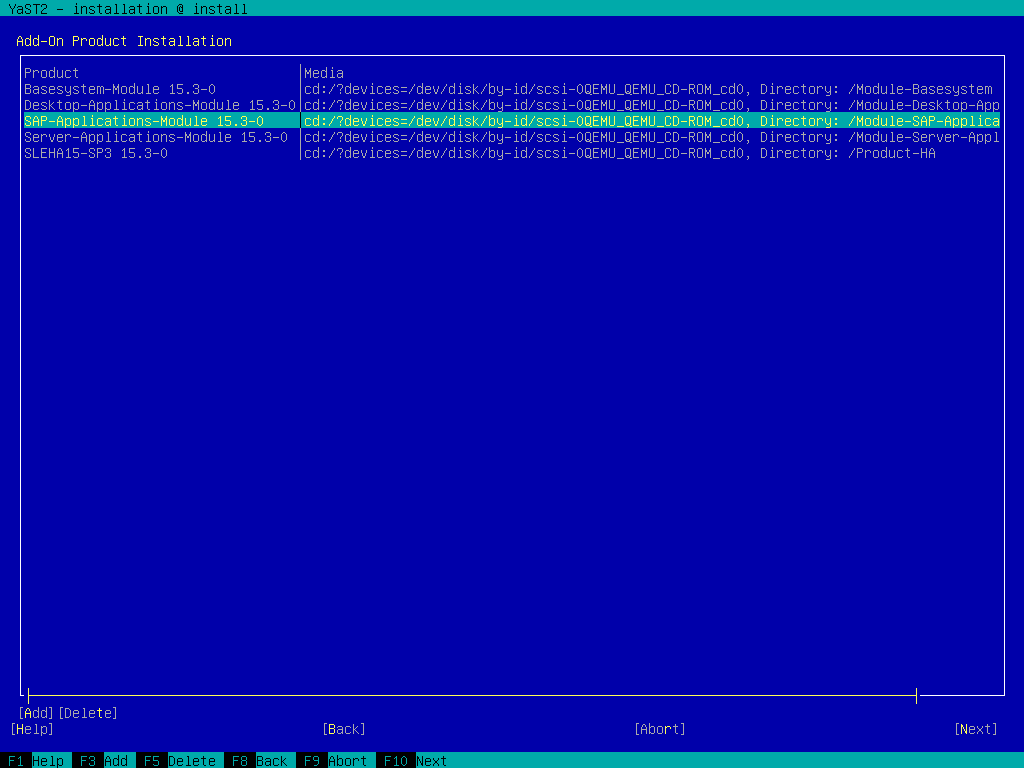 YaST2 - installation @ install
Add-On Product Installation
Product Media
Basesystem-Module 15.3-0 cd:/?devices=/dev/disk/by-id/scsi-0QEMU_QEMU_CD-ROM_cd0, Directory: /Module-Basesystem
Desktop-Applications-Module 15.3-0 cd:/?devices=/dev/disk/by-id/scsi-0QEMU_QEMU_CD-ROM_cd0, Directory: /Module-Desktop-App
SAP-Applications-Module 15.3-0 cd:/?devices=/dev/disk/by-id/scsi-0QEMU_QEMU_CD-ROM_cd0, Directory: /Module-SAP-Applica
Server-Applications-Module 15.3-0 cd:/?devices=/dev/disk/by-id/scsi-0QEMU_QEMU_CD-ROM_cd0, Directory: /Module-Server-Appl
SLEHA15-SP3 15.3-0 cd:/?devices=/dev/disk/by-id/scsi-0QEMU_QEMU_CD-ROM_cd0, Directory: /Product-HA
[Add] [Delete]
[Help] [Back] [Abort] [Next]
F1 Help F3 Add F5 Delete F8 Back F9 Abort F10 Next